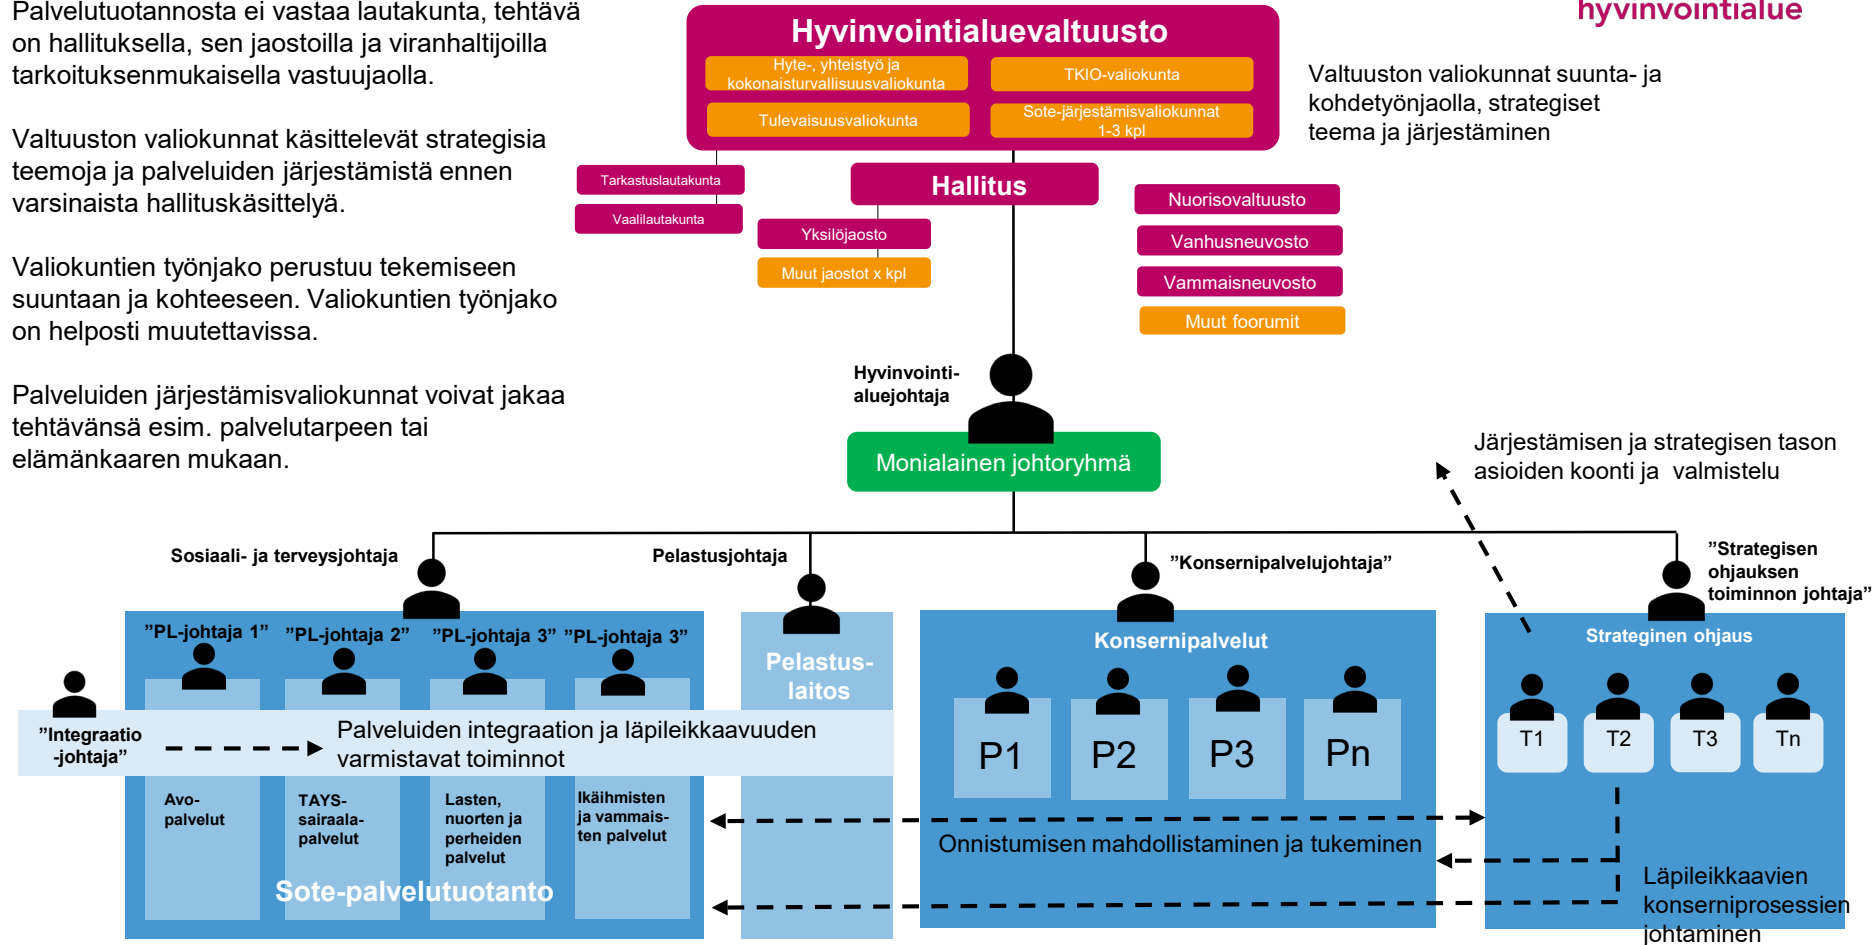 Palvelutuotannosta ei vastaa lautakunta, tehtävä
on hallituksella, sen jaostoilla ja viranhaltijoilla
tarkoituksenmukaisella vastuujaolla.
Valtuuston valiokunnat käsittelevät strategisia
teemoja ja palveluiden järjestämistä ennen
varsinaista hallituskäsittelyä.
Valiokuntien työnjako perustuu tekemiseen
suuntaan ja kohteeseen. Valiokuntien työnjako
on helposti muutettavissa.
Palveluiden järjestämisvaliokunnat voivat jakaa
tehtävänsä esim. palvelutarpeen tai
elämänkaaren mukaan.
hyvinvointialue
Hyvinvointialuevaltuusto
Hyte-, yhteistyö ja
kokonaisturvallisuusvaliokunta
TKIO-valiokunta
Tulevaisuusvaliokunta
Sote-järjestämisvaliokunnat
1-3 kpl
Valtuuston valiokunnat suunta- ja
kohdetyönjaolla, strategiset
teema ja järjestäminen
Tarkastuslautakunta
Vaalilautakunta
Hallitus
Yksilöjaosto
Muut jaostot x kpl
Nuorisovaltuusto
Vanhusneuvosto
Vammaisneuvosto
Muut foorumit
Hyvinvointi-
aluejohtaja
Monialainen johtoryhmä
Järjestämisen ja strategisen tason
asioiden koonti ja valmistelu
Sosiaali- ja terveysjohtaja
Pelastusjohtaja
”Konsernipalvelujohtaja”
”Strategisen
ohjauksen
toiminnon johtaja”
”PL-johtaja 1”
”PL-johtaja 2”
”PL-johtaja 3”
”PL-johtaja 3”
Pelastus-
laitos
Konsernipalvelut
Strateginen ohjaus
”Integraatio
-johtaja”
Palveluiden integraation ja läpileikkaavuuden
varmistavat toiminnot
P1
P2
P3
Pn
T1
T2
T3
Tn
Avo-
palvelut
TAYS-
sairaala-
palvelut
Lasten,
nuorten ja
perheiden
palvelut
Ikäihmisten
ja vammais-
ten palvelut
Sote-palvelutuotanto
Onnistumisen mahdollistaminen ja tukeminen
Läpileikkaavien
konserniprosessien
johtaminen